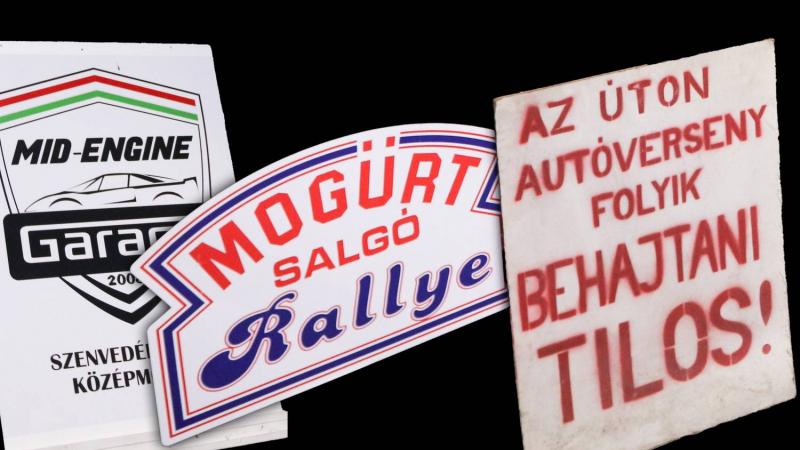 MID-ENGINE
Garag
200
SZENVEDÉ
KÖZÉPM
MOGÜRT
SALGÓ
Rallye
AZ ÚTON
AUTÓVERSENY
FOLYIK
BEHAJTANI
TILOS!